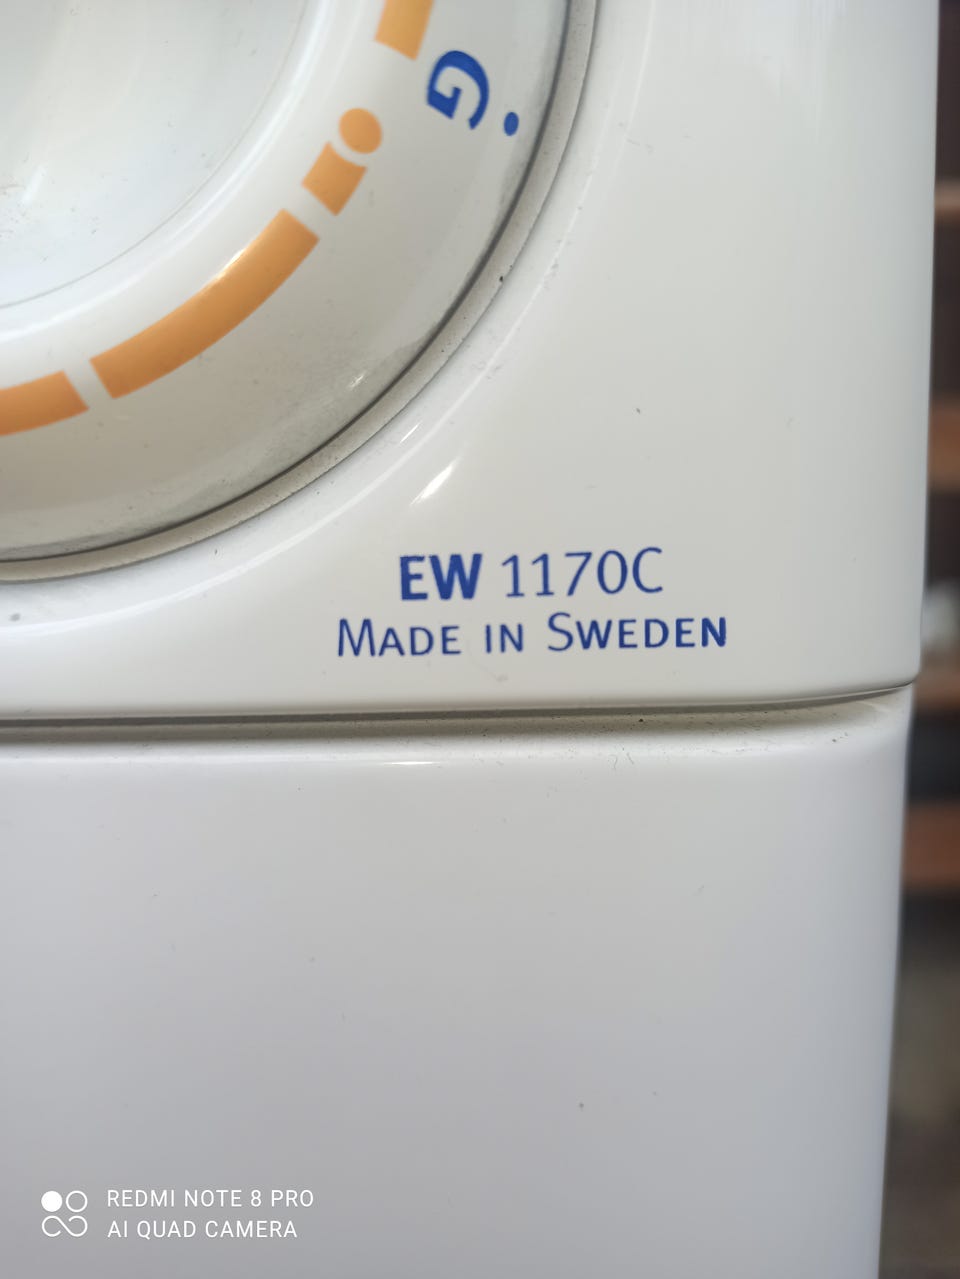 G
EW 1170C
MADE IN SWEDEN
REDMI NOTE 8 PRO
AI QUAD CAMERA